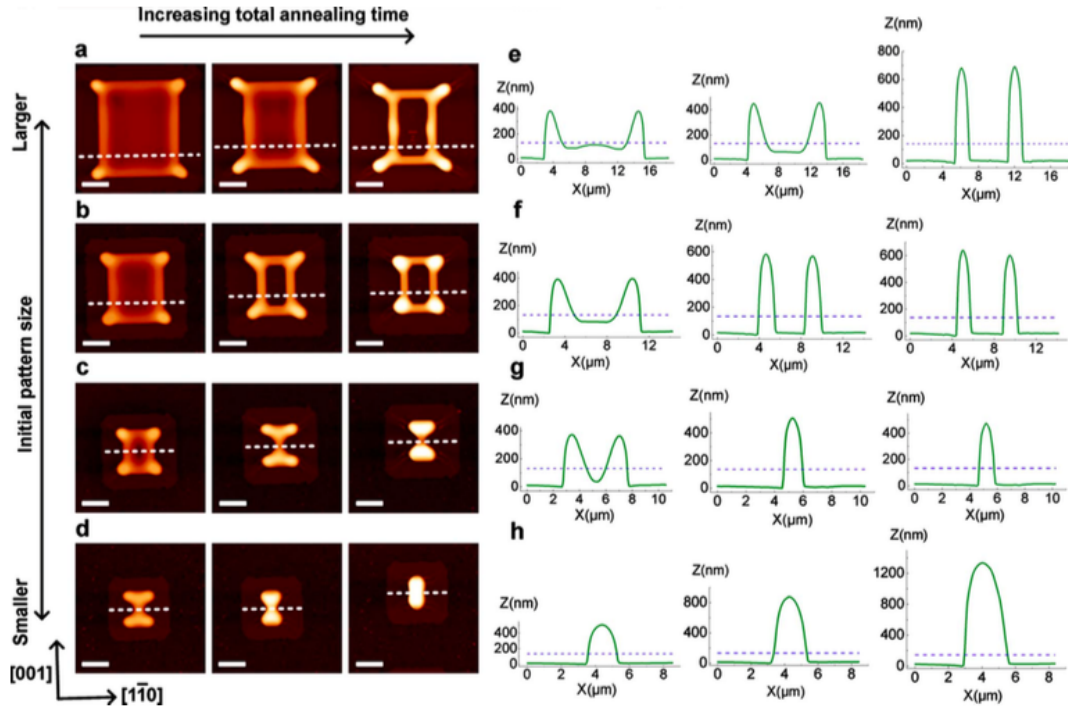 Increasing total annealing time
a
b
c
d
Larger
Initial pattern size
Smaller
[001]
[11̅0]
e
Z(nm)
400
200
0
0 4 8 12 16
X(μm)
Z(nm)
400
200
0
0 4 8 12 16
X(μm)
Z(nm)
800
600
400
200
0
0 4 8 12 16
X(μm)
f
Z(nm)
400
200
0
0 4 8 12
X(μm)
Z(nm)
600
400
200
0
0 4 8 12
X(μm)
Z(nm)
600
400
200
0
0 4 8 12
X(μm)
g
Z(nm)
400
200
0
0 2 4 6 8 10
X(μm)
Z(nm)
400
200
0
0 2 4 6 8 10
X(μm)
Z(nm)
400
200
0
0 2 4 6 8 10
X(μm)
h
Z(nm)
400
200
0
0 2 4 6 8
X(μm)
Z(nm)
800
400
0
0 2 4 6 8
X(μm)
Z(nm)
1200
800
400
0
0 2 4 6 8
X(μm)